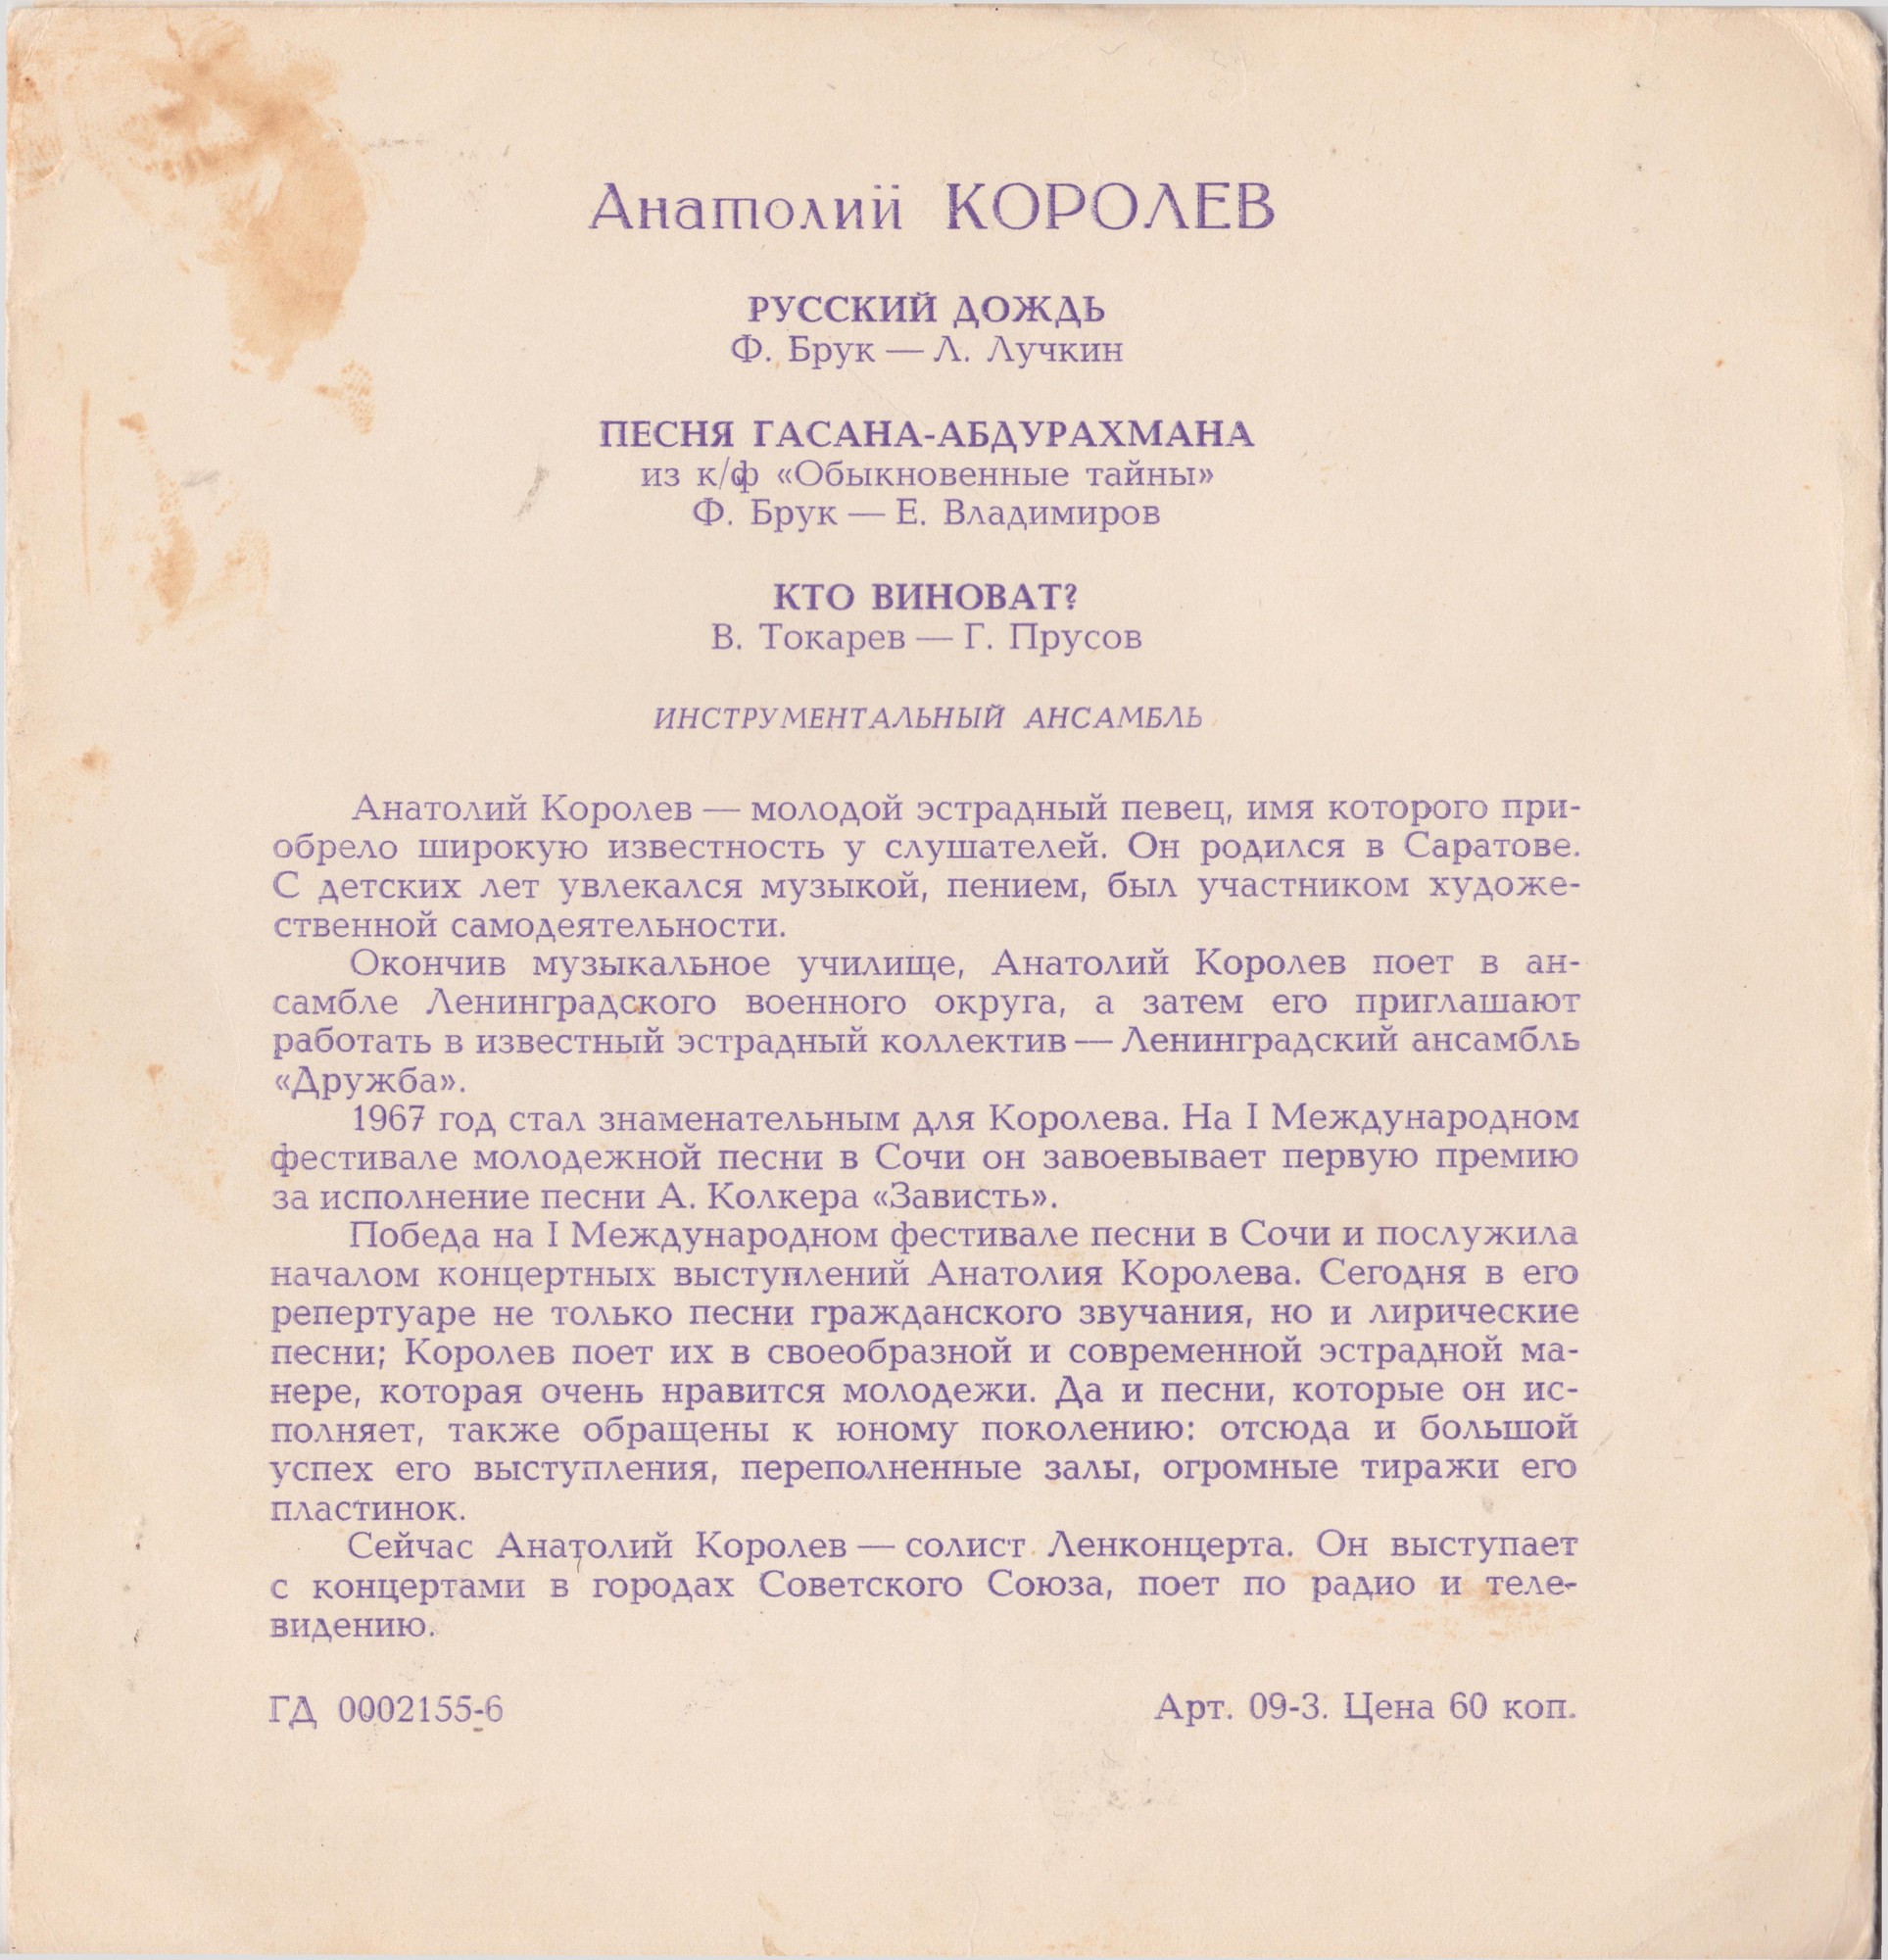 Анатолий КОРОЛЕВ
РУССКИЙ ДОЖДЬ
Ф. Брук — Л. Лучкин
ПЕСНЯ ГАСАНА-АБДУРАХМАНА
из к/ф «Обыкновенные тайны»
Ф. Брук — Е. Владимиров
КТО ВИНОВАТ?
В. Токарев — Г. Прусов
ИНСТРУМЕНТАЛЬНЫЙ АНСАМБЛЬ
Анатолий Королев — молодой эстрадный певец, имя которого при-
обрело широкую известность у слушателей. Он родился в Саратове.
С детских лет увлекался музыкой, пением, был участником художе-
ственной самодеятельности.
Окончив музыкальное училище, Анатолий Королев поет в ан-
самбле Ленинградского военного округа, а затем его приглашают
работать в известный эстрадный коллектив — Ленинградский ансамбль
«Дружба».
1967 год стал знаменательным для Королева. На I Международном
фестивале молодежной песни в Сочи он завоевывает первую премию
за исполнение песни А. Колкера «Зависть».
Победа на I Международном фестивале песни в Сочи и послужила
началом концертных выступлений Анатолия Королева. Сегодня в его
репертуаре не только песни гражданского звучания, но и лирические
песни; Королев поет их в своеобразной и современной эстрадной ма-
нере, которая очень нравится молодежи. Да и песни, которые он ис-
полняет, также обращены к юному поколению: отсюда и большой
успех его выступления, переполненные залы, огромные тиражи его
пластинок.
Сейчас Анатолий Королев — солист Ленконцерта. Он выступает
с концертами в городах Советского Союза, поет по радио и теле-
видению.
ГД 0002155-6
Арт. 09-3. Цена 60 коп.